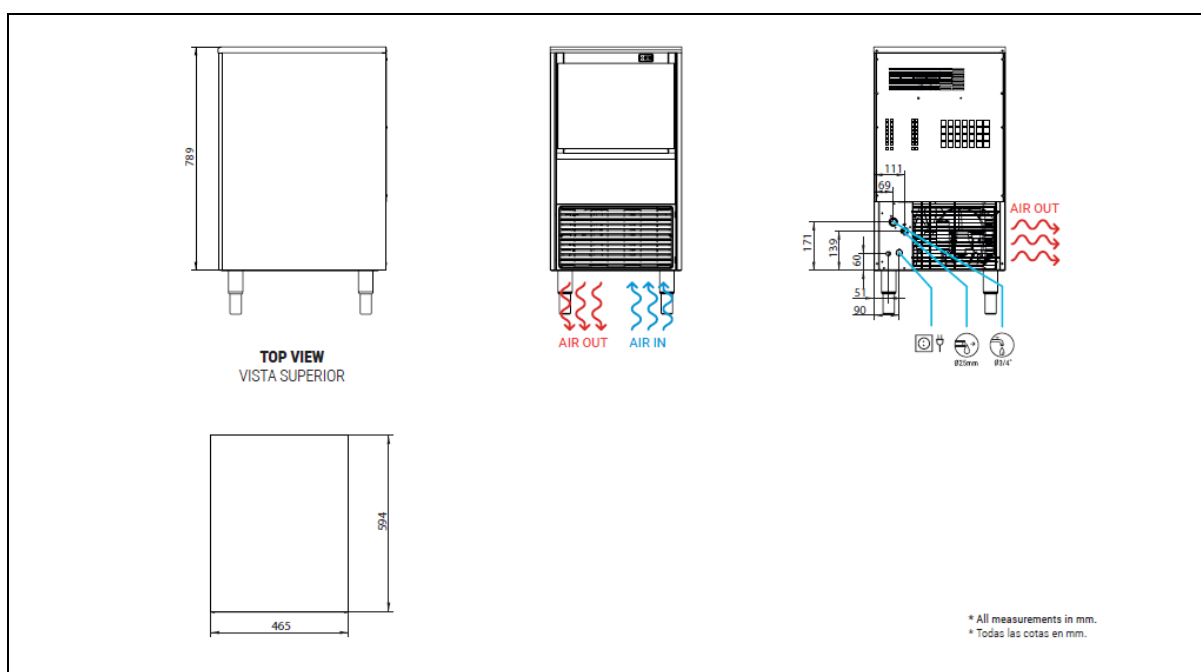 789
AIR OUT
AIR IN
111
69
171
139
60
51
90
AIR OUT
Ø25mm
Ø3/4"
TOP VIEW
VISTA SUPERIOR
594
465
* All measurements in mm.
* Todas las cotas en mm.